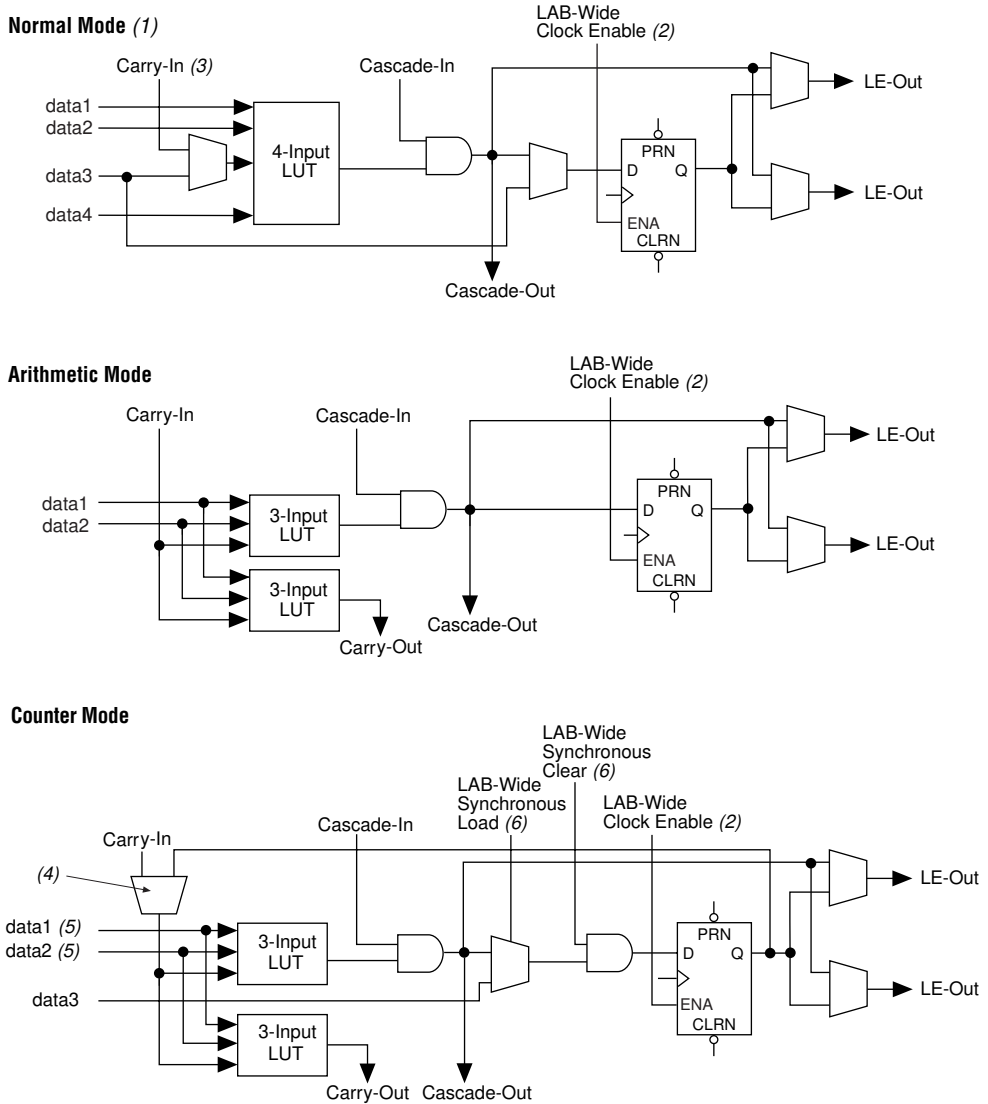 Normal Mode (1)
LAB-Wide
Clock Enable (2)
Carry-In (3)
Cascade-In
LE-Out
data1
data2
4-Input
LUT
PRN
data3
D
Q
LE-Out
data4
ENA
CLRN
Cascade-Out
Arithmetic Mode
LAB-Wide
Clock Enable (2)
Carry-In
Cascade-In
LE-Out
PRN
data1
3-Input
LUT
D
Q
data2
LE-Out
ENA
CLRN
3-Input
LUT
Cascade-Out
Carry-Out
Counter Mode
LAB-Wide
Synchronous
Clear (6)
LAB-Wide
Synchronous
Load (6)
LAB-Wide
Clock Enable (2)
Cascade-In
Carry-In
(4)
LE-Out
data1 (5)
PRN
data2 (5)
3-Input
LUT
D
Q
LE-Out
data3
ENA
CLRN
3-Input
LUT
Carry-Out
Cascade-Out